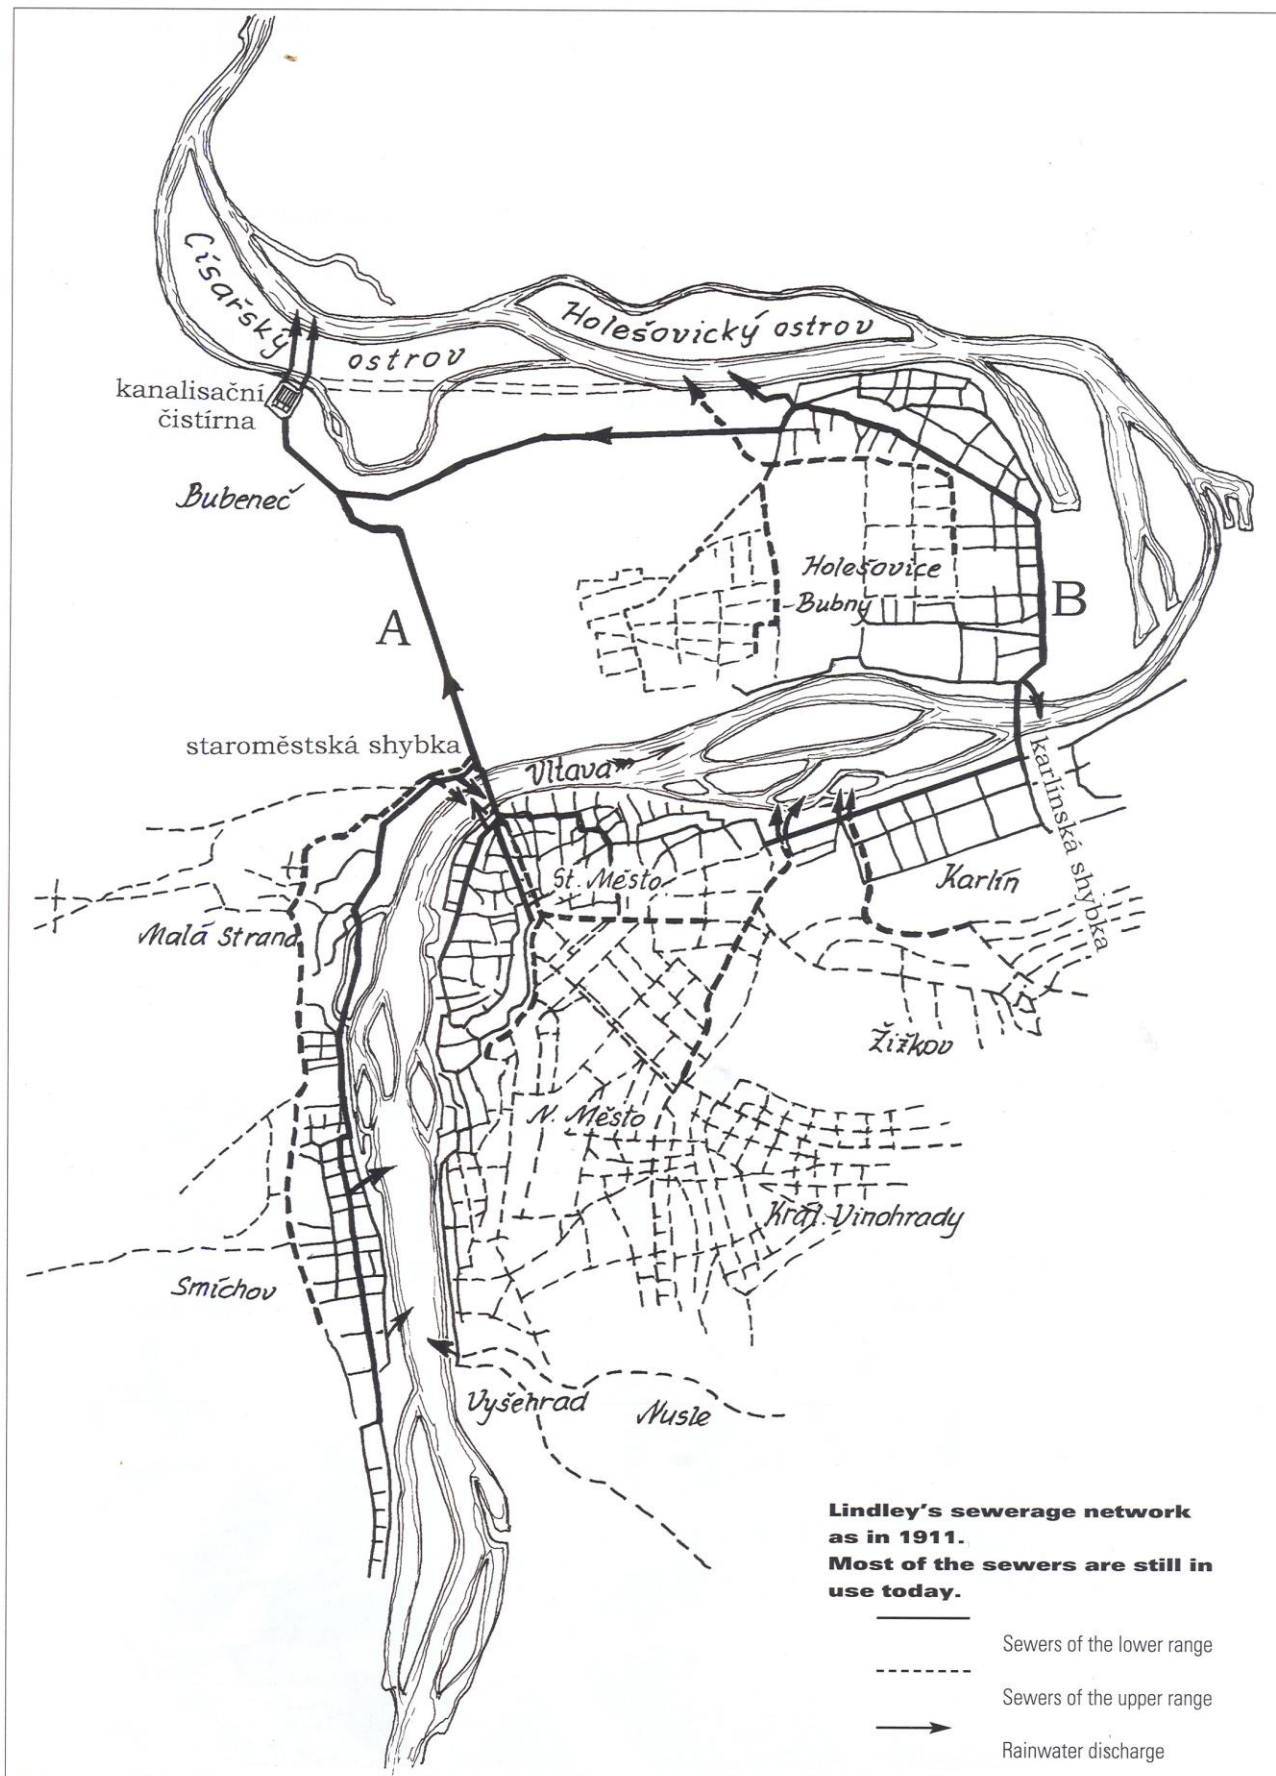 Císařský
ostrov
Holešovický ostrov
kanalisační
čistírna
Bubeneč
Holešovice
Bubny
A
B
staroměstská shybka
Vltava
karlínská shybka
St. Město
Karlín
Malá Strana
Žižkov
N. Město
Král. Vinohrady
Smíchov
Vyšehrad
Nusle
Lindley's sewerage network
as in 1911.
Most of the sewers are still in
use today.
Sewers of the lower range
Sewers of the upper range
Rainwater discharge